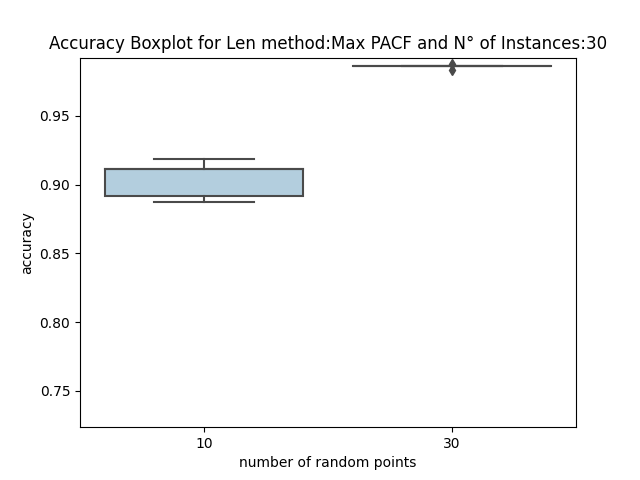 Accuracy Boxplot for Len method:Max PACF and N° of Instances:30
0.95
0.90
0.85
0.80
0.75
accuracy
10
30
number of random points